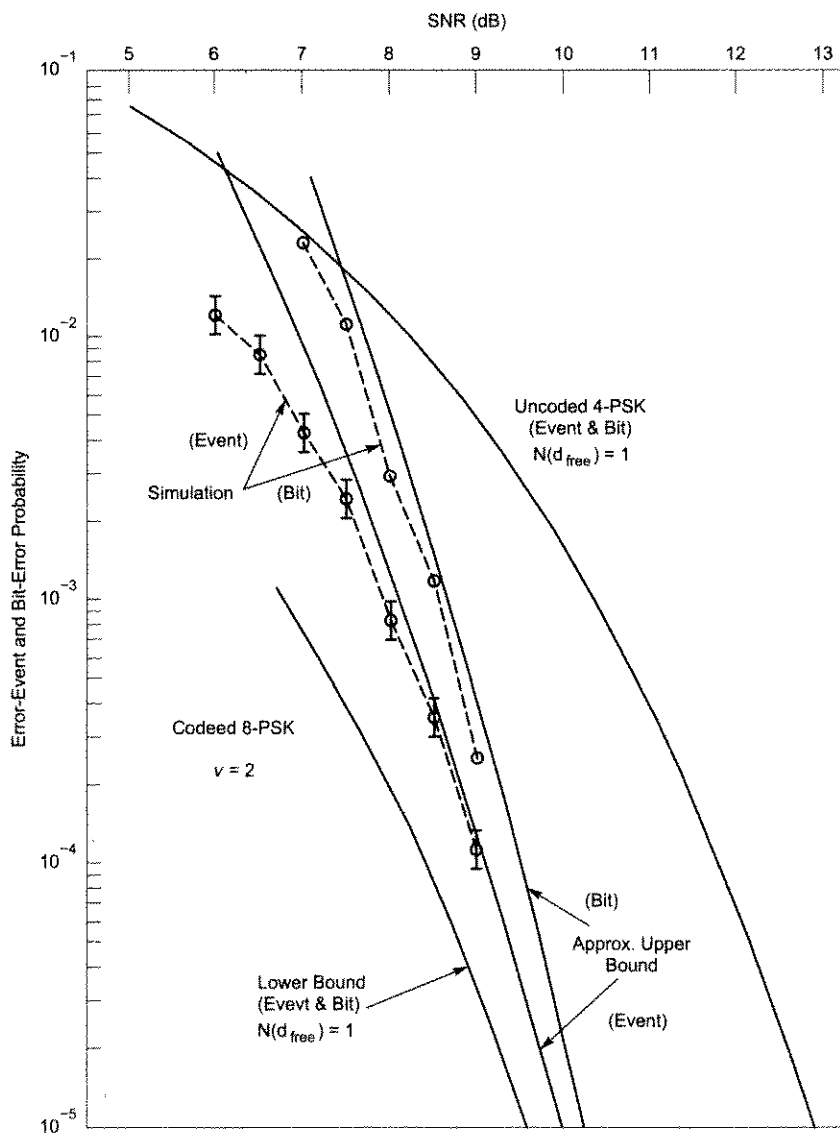 SNR (dB)
5 6 7 8 9 10 11 12 13
10⁻¹
10⁻²
10⁻³
10⁻⁴
10⁻⁵
Error-Event and Bit-Error Probability
Uncoded 4-PSK
(Event & Bit)
N(d free) = 1
(Event)
Simulation
(Bit)
Codeed 8-PSK
v = 2
(Bit)
Approx. Upper
Bound
(Event)
Lower Bound
(Evevt & Bit)
N(d free) = 1